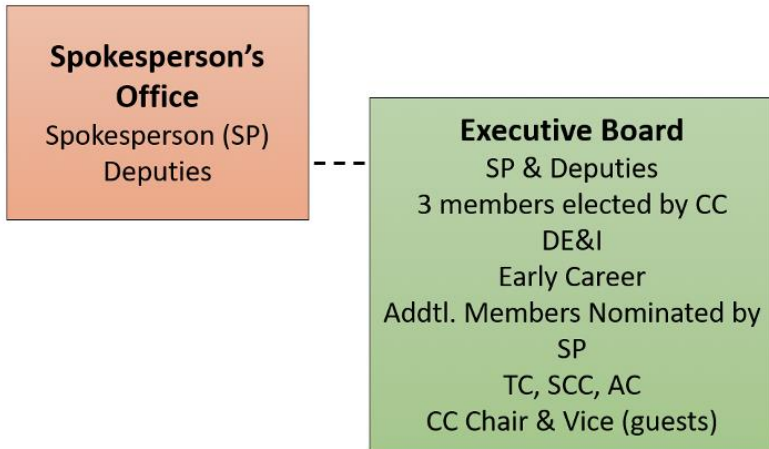 Spokesperson's
Office
Spokesperson (SP)
Deputies
Executive Board
SP & Deputies
3 members elected by CC
DE&I
Early Career
Addtl. Members Nominated by
SP
TC, SCC, AC
CC Chair & Vice (guests)